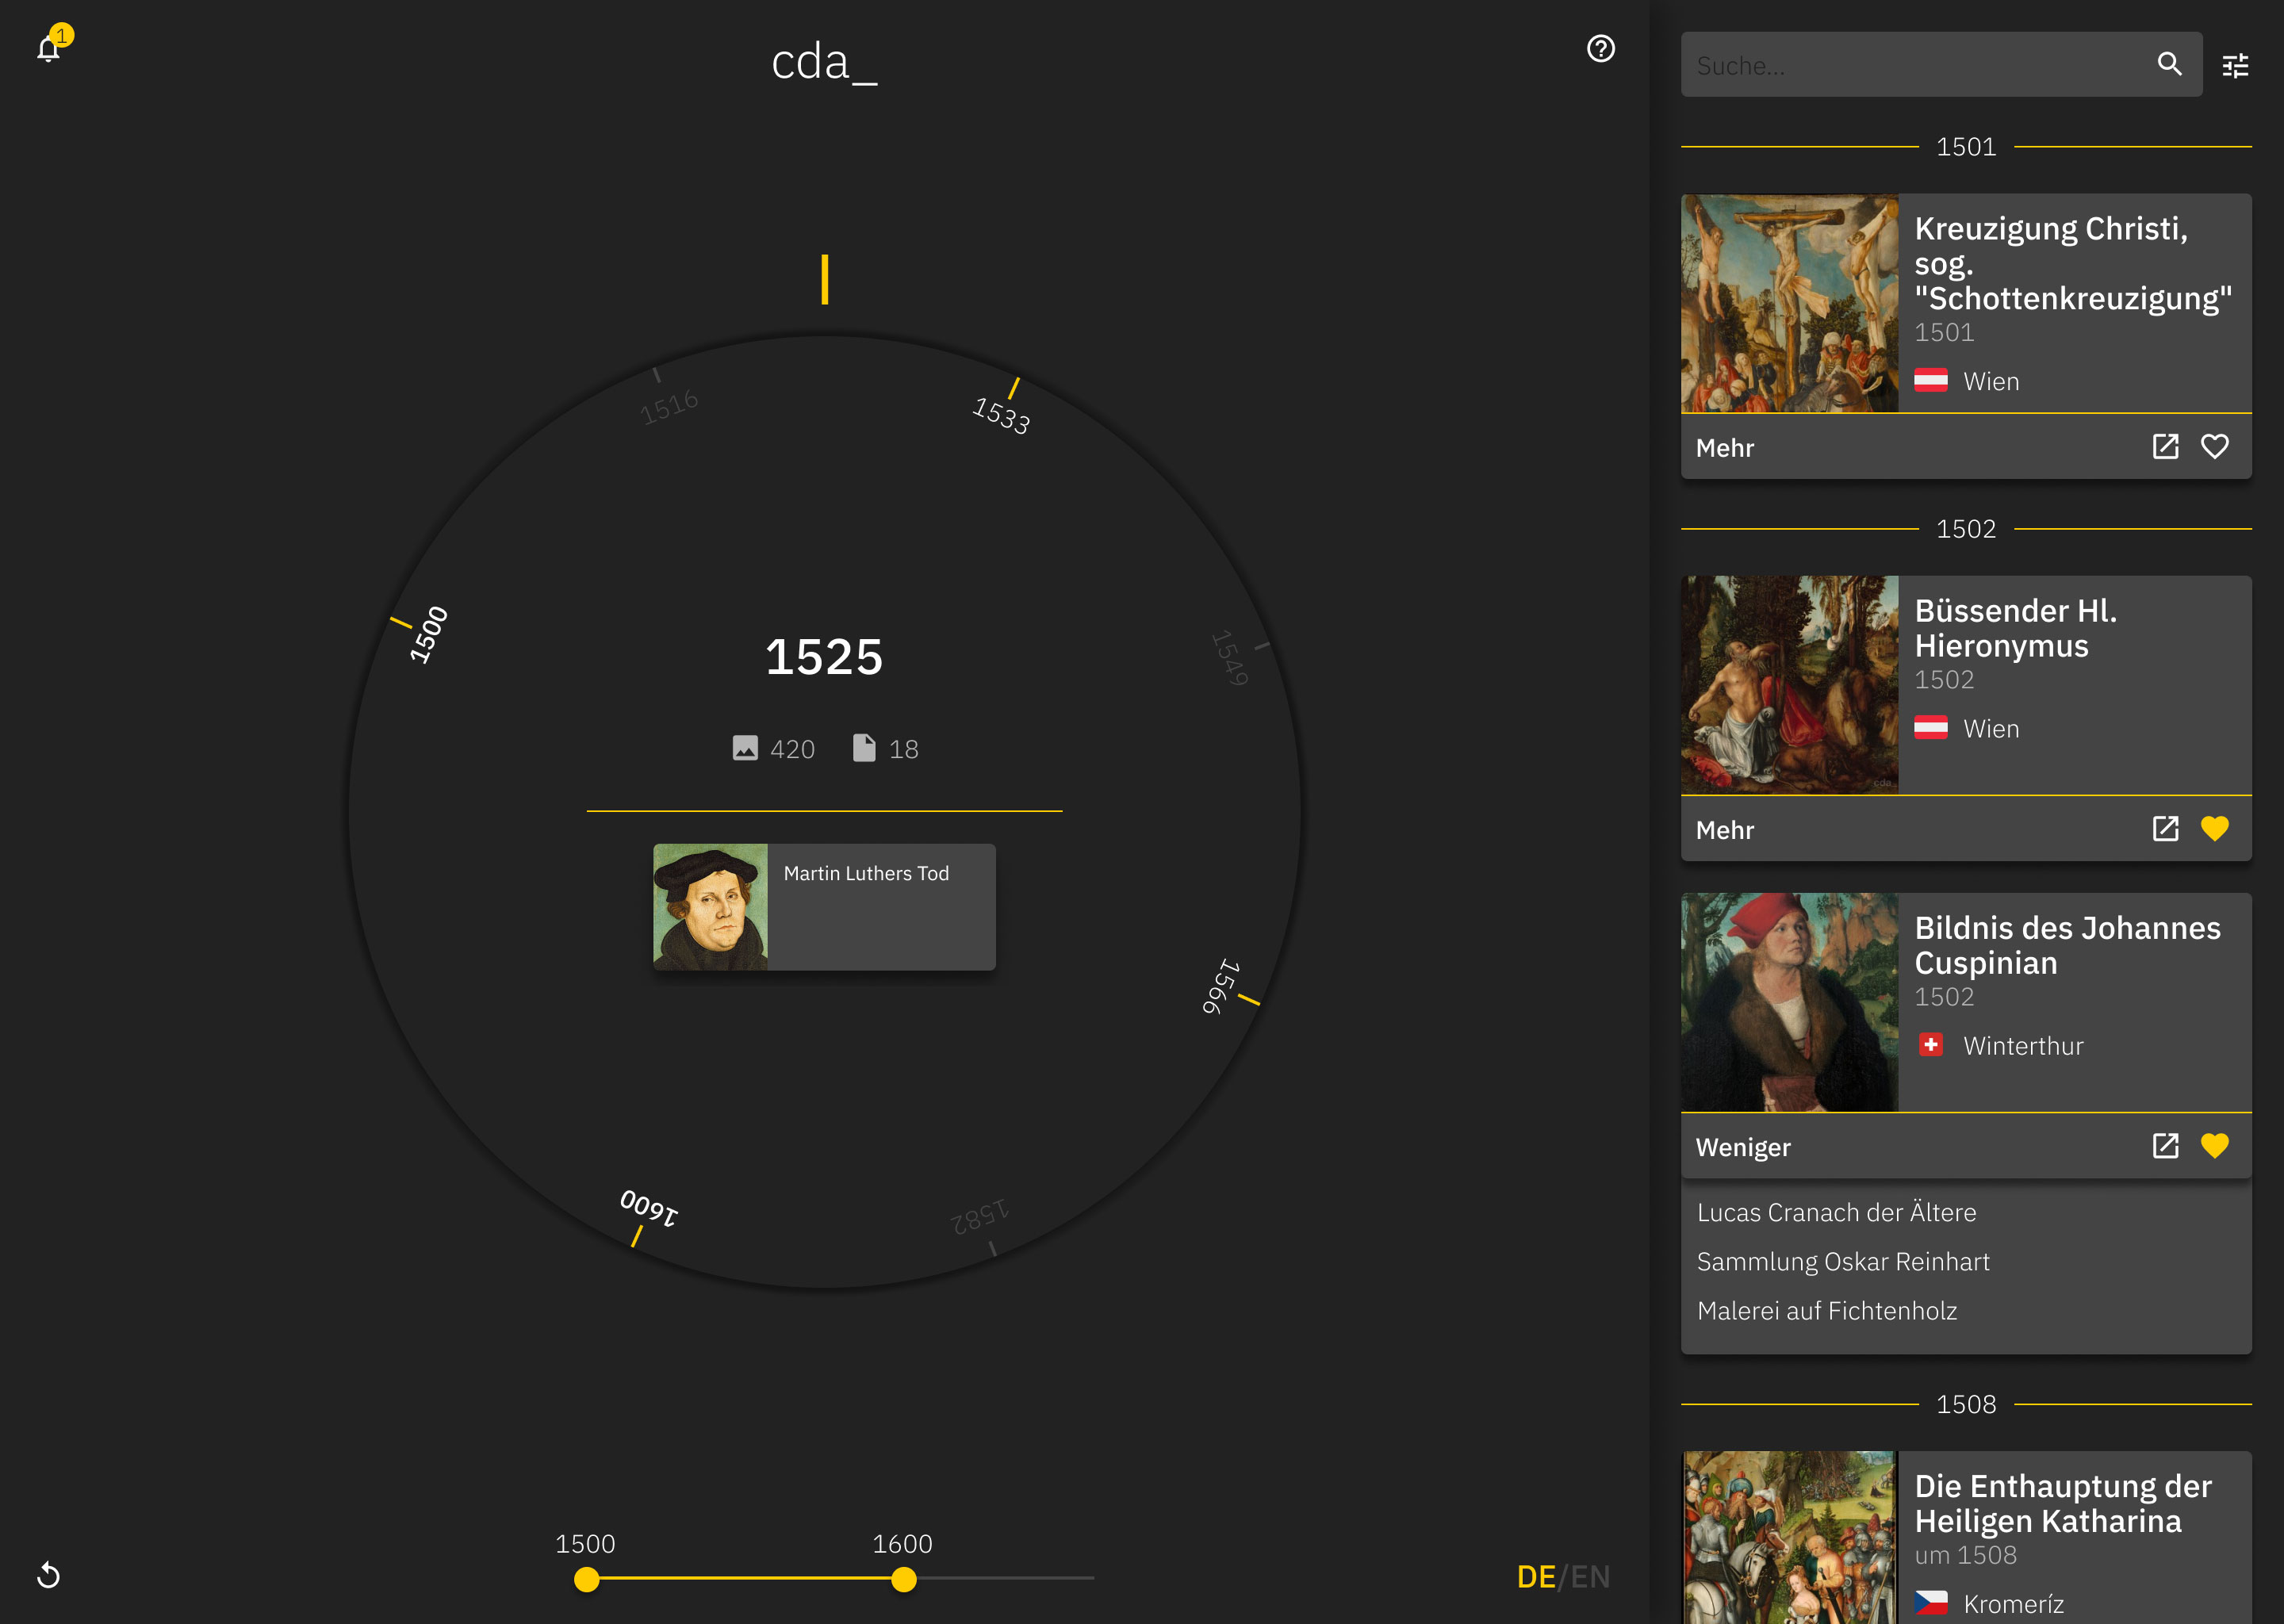 1
cda_
1516
1533
1500
1549
1525
420
18
Martin Luthers Tod
1566
1600
1582
1500
1600
DE/EN
Suche...
1501
Kreuzigung Christi,
sog.
"Schottenkreuzigung"
1501
Wien
Mehr
1502
Büssender Hl.
Hieronymus
1502
Wien
cda_
Mehr
Bildnis des Johannes
Cuspinian
1502
Winterthur
Weniger
Lucas Cranach der Ältere
Sammlung Oskar Reinhart
Malerei auf Fichtenholz
1508
Die Enthauptung der
Heiligen Katharina
um 1508
Kromeríz